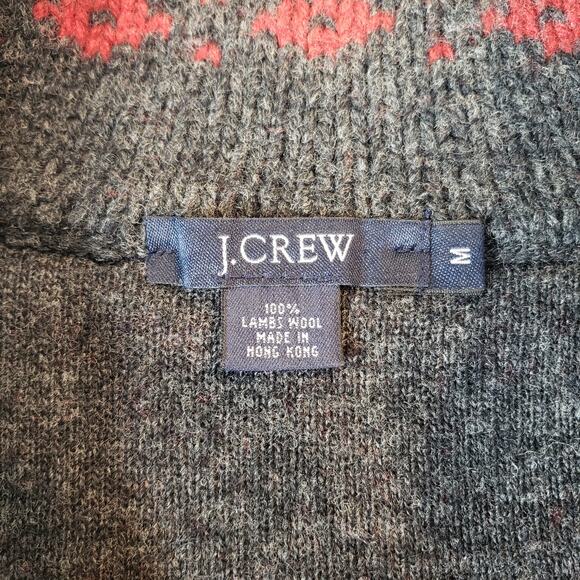 J.CREW
M
100%
LAMBS WOOL
MADE IN
HONG KONG